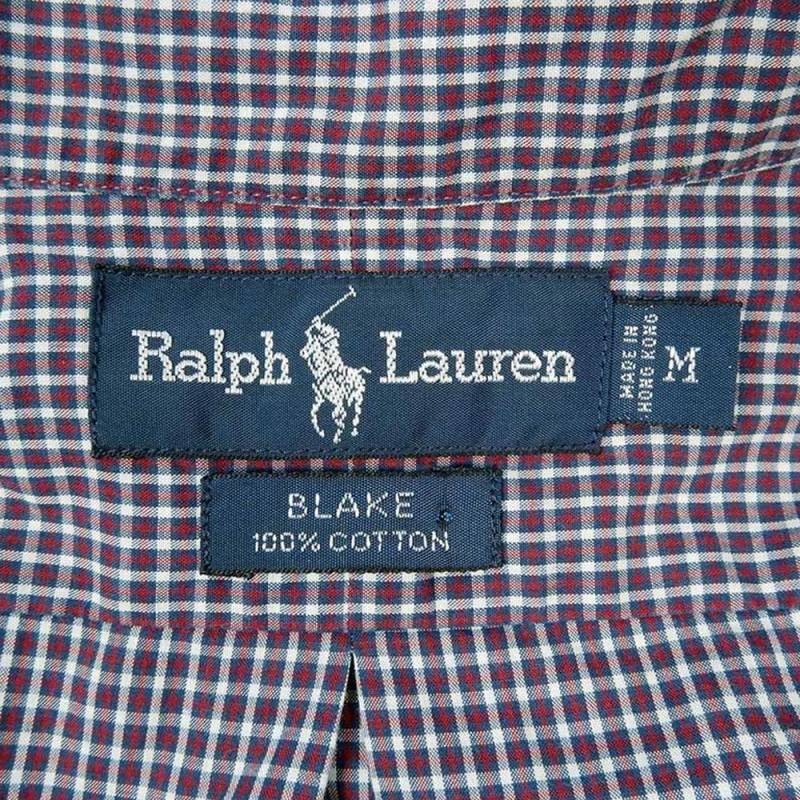 Ralph Lauren
MADE IN
HONG KONG
M
BLAKE
100% COTTON